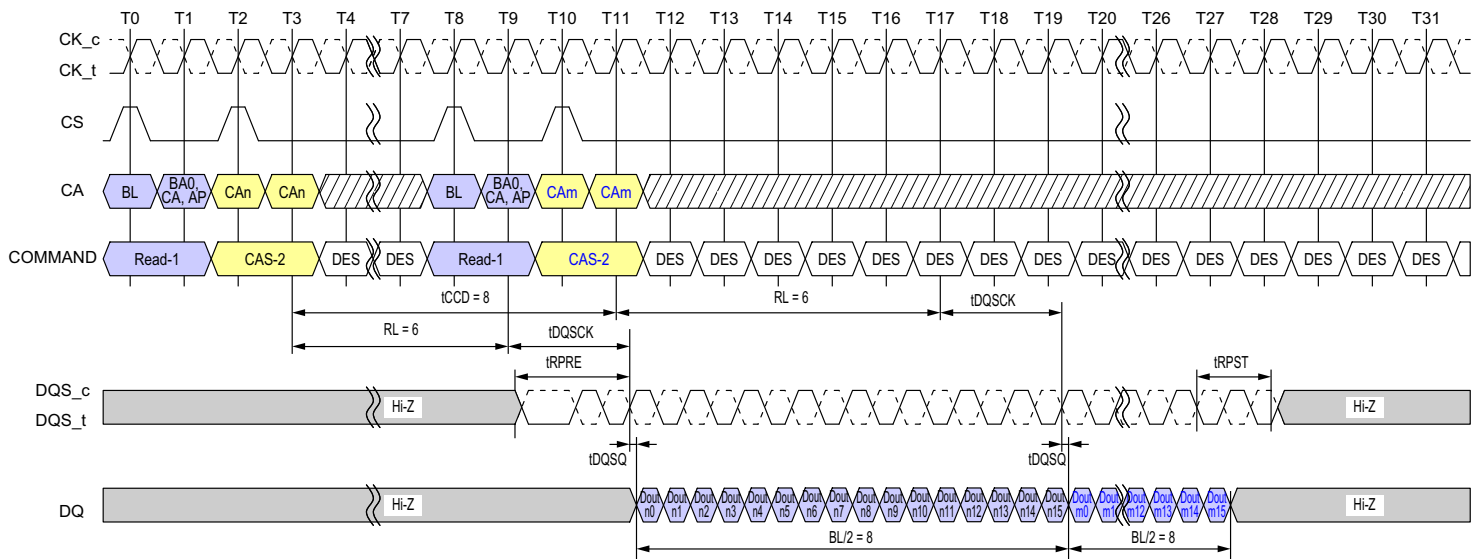 T0 T1 T2 T3 T4 T7 T8 T9 T10 T11 T12 T13 T14 T15 T16 T17 T18 T19 T20 T26 T27 T28 T29 T30 T31
CK_c
CK_t
CS
CA BL BA0, CA, AP CAn CAn BL BA0, CA, AP CAm CAm
COMMAND Read-1 CAS-2 DES DES Read-1 CAS-2 DES DES DES DES DES DES DES DES DES DES DES DES DES DES DES
tCCD = 8 RL = 6 tDQSCK
RL = 6 tDQSCK
tRPRE tRPST
DQS_c
DQS_t
Hi-Z Hi-Z
tDQSQ tDQSQ
DQ Hi-Z Dout n0 Dout n1 Dout n2 Dout n3 Dout n4 Dout n5 Dout n6 Dout n7 Dout n8 Dout n9 Dout n10 Dout n11 Dout n12 Dout n13 Dout n14 Dout n15 Dout m0 Dout m1 Dout m12 Dout m13 Dout m14 Dout m15 Hi-Z
BL/2 = 8 BL/2 = 8